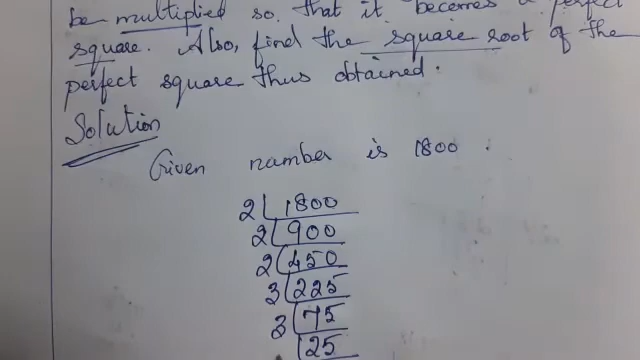 be multiplied so that it becomes a perfect
square. Also, find the square root of the
perfect square thus obtained.
Solution
Given number is 1800.
2 | 1800
2 | 900
2 | 450
3 | 225
3 | 75
25